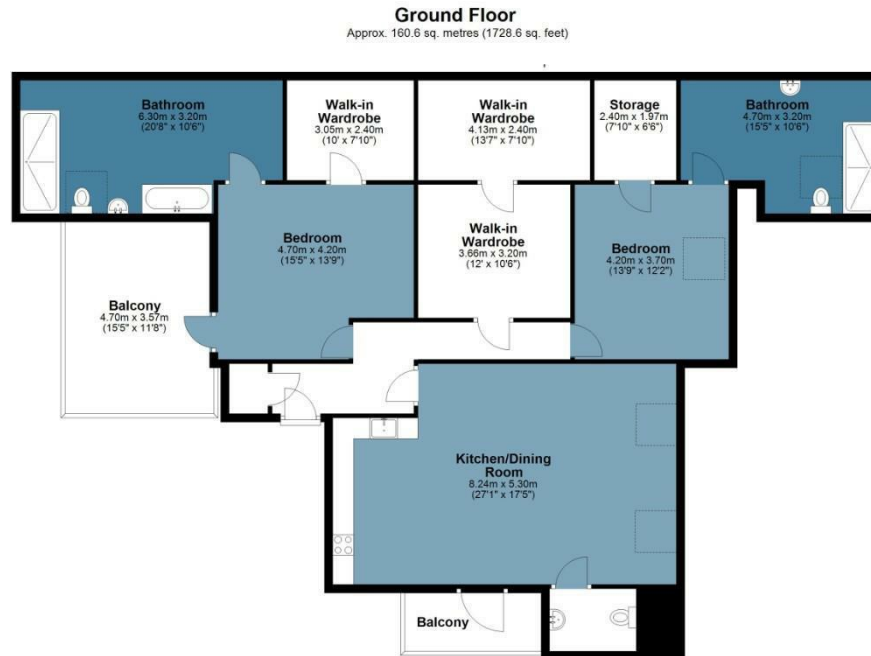 Ground Floor
Approx. 160.6 sq. metres (1728.6 sq. feet)
Bathroom
6.30m x 3.20m
(20'8" x 10'6")
Walk-in
Wardrobe
3.05m x 2.40m
(10' x 7'10")
Walk-in
Wardrobe
4.13m x 2.40m
(13'7" x 7'10")
Storage
2.40m x 1.97m
(7'10" x 6'6")
Bathroom
4.70m x 3.20m
(15'5" x 10'6")
Bedroom
4.70m x 4.20m
(15'5" x 13'9")
Walk-in
Wardrobe
3.66m x 3.20m
(12' x 10'6")
Bedroom
4.20m x 3.70m
(13'9" x 12'2")
Balcony
4.70m x 3.57m
(15'5" x 11'8")
Kitchen/Dining
Room
8.24m x 5.30m
(27'1" x 17'5")
Balcony